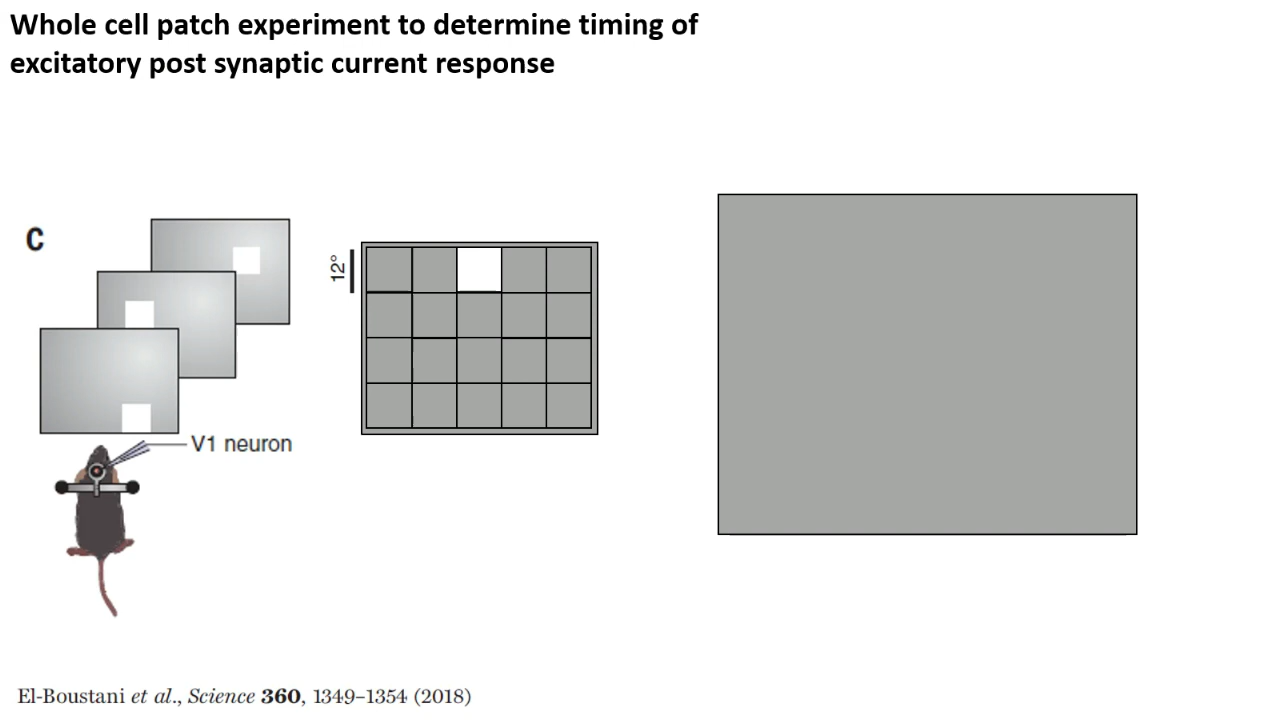 Whole cell patch experiment to determine timing of
excitatory post synaptic current response
C
12°
V1 neuron
El-Boustani et al., Science 360, 1349–1354 (2018)